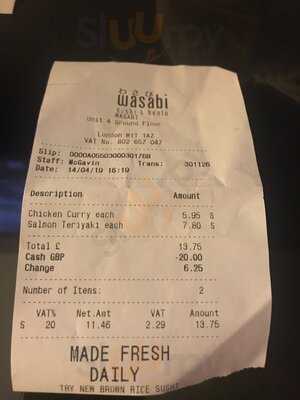 wasabi
Sushi & Bento
WASABI
Unit 4 Ground Floor
London W1T 1AZ
VAT No. 802 657 047
Slip: 0000A0550300030176B
Staff: McGavin Trans: 301126
Date: 14/04/19 16:19
Description Amount
Chicken Curry each 5.95 S
Salmon Teriyaki each 7.80 S
Total £ 13.75
Cash GBP -20.00
Change 6.25
Number of Items: 2
VAT% Net.Amt VAT Amount
S 20 11.46 2.29 13.75
MADE FRESH
DAILY
TRY NEW BROWN RICE SUSHI